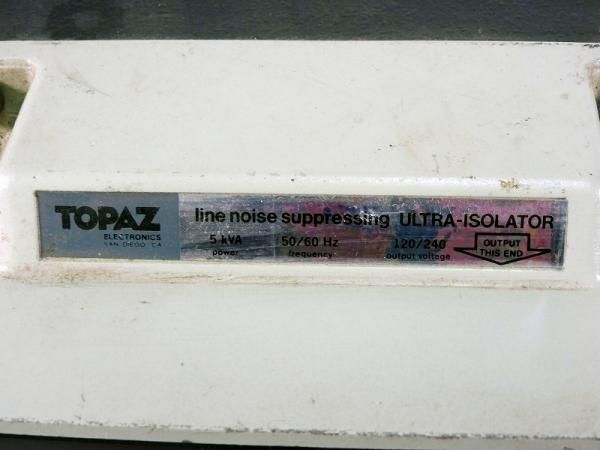 TOPAZ
ELECTRONICS
SAN DIEGO CA
line noise suppressing ULTRA-ISOLATOR
5 kVA
power
50/60 Hz
frequency
120/240
output voltage
OUTPUT
THIS END